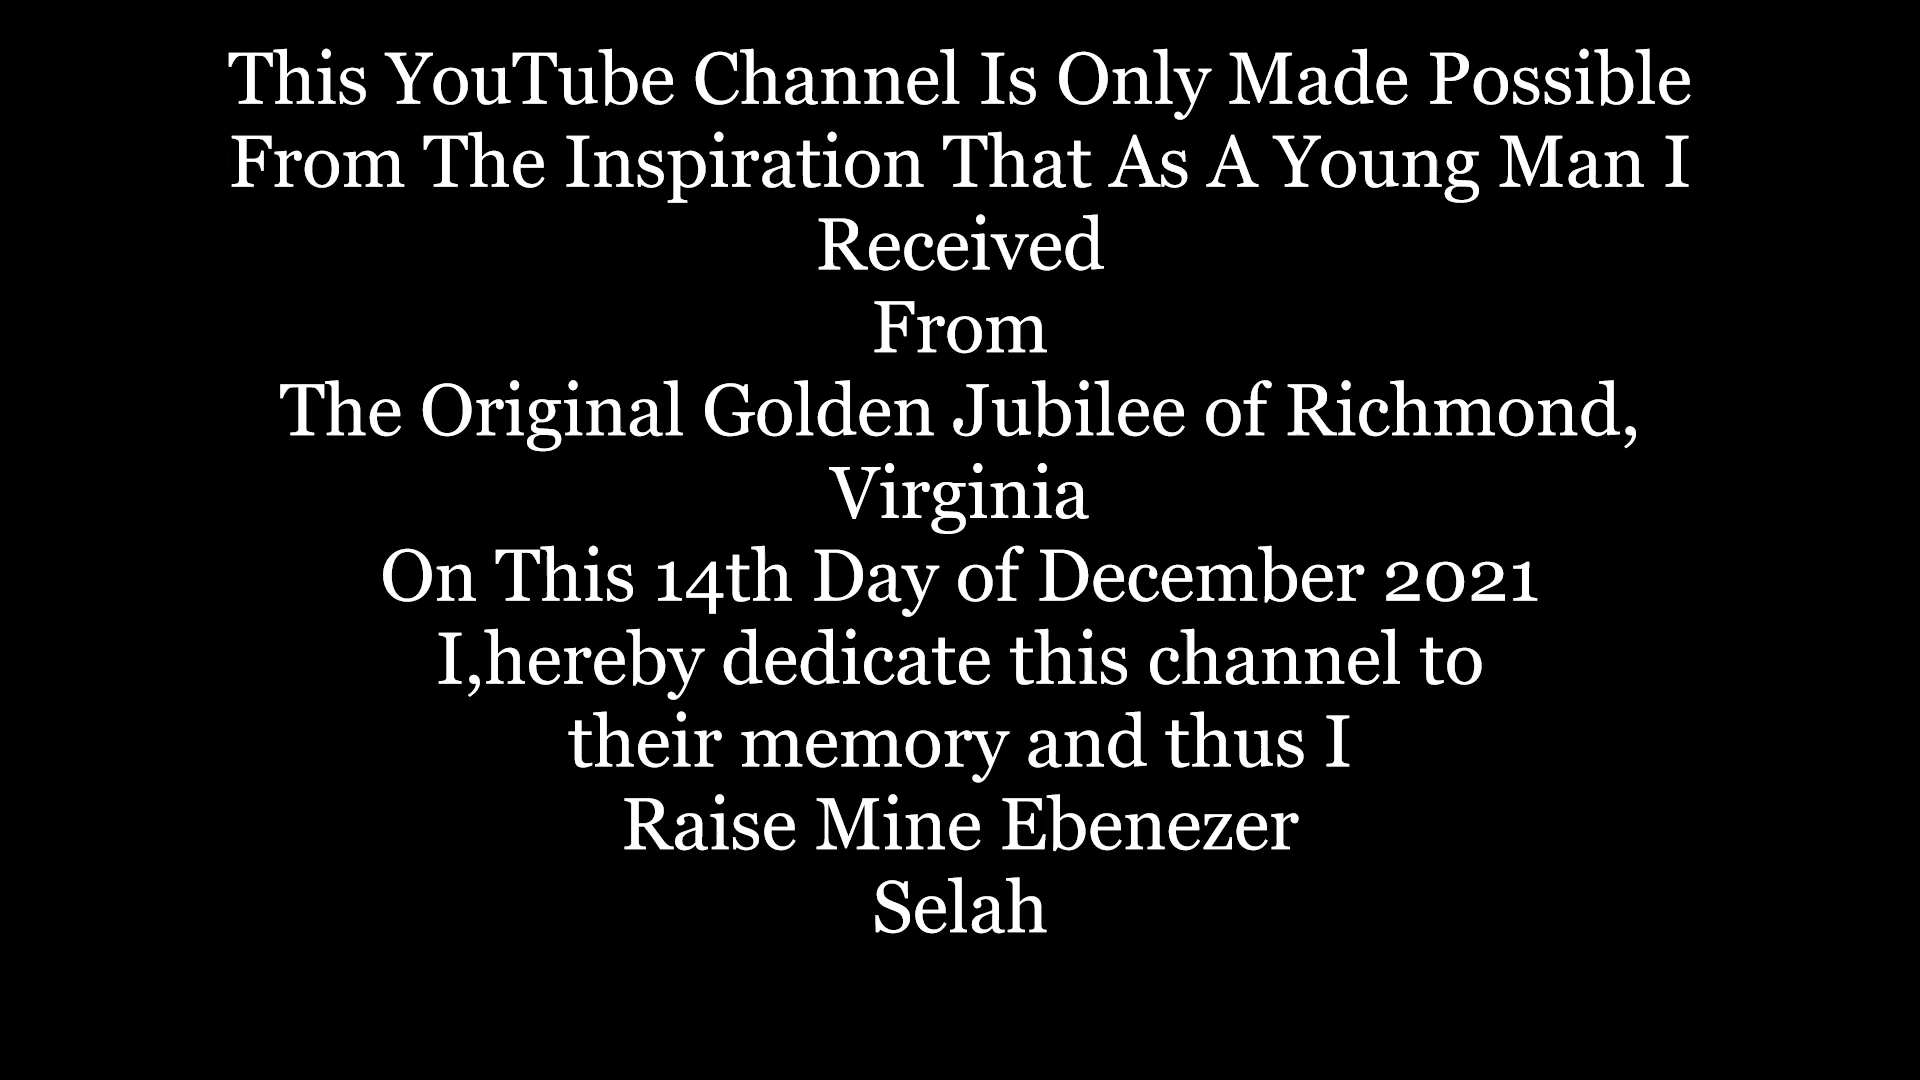 This YouTube Channel Is Only Made Possible
From The Inspiration That As A Young Man I
Received
From
The Original Golden Jubilee of Richmond,
Virginia
On This 14th Day of December 2021
I,hereby dedicate this channel to
their memory and thus I
Raise Mine Ebenezer
Selah